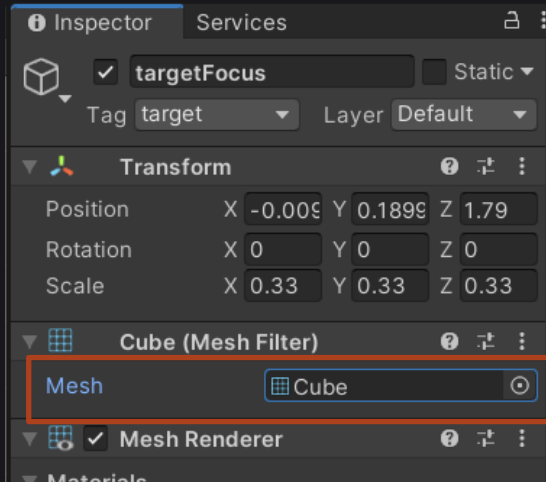 Inspector Services
targetFocus Static
Tag target Layer Default
Transform
Position X -0.009 Y 0.1899 Z 1.79
Rotation X 0 Y 0 Z 0
Scale X 0.33 Y 0.33 Z 0.33
Cube (Mesh Filter)
Mesh Cube
Mesh Renderer
Materials